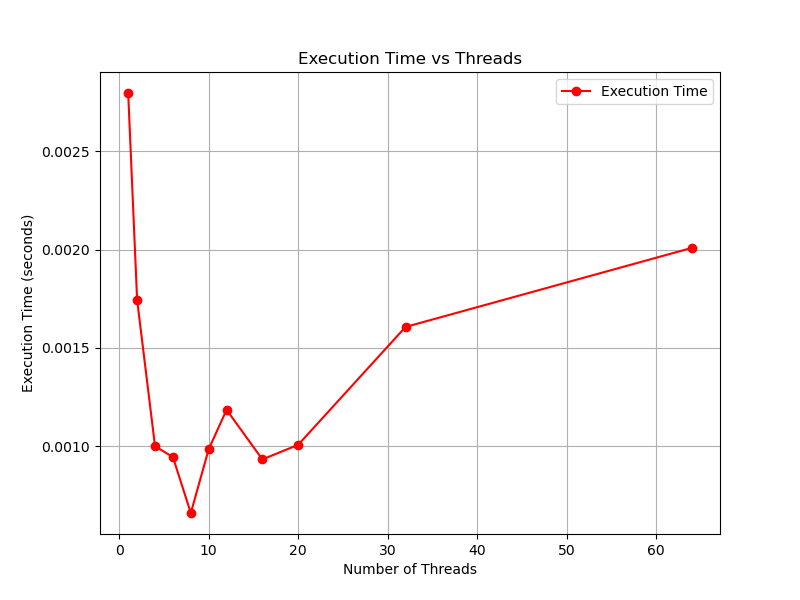 Execution Time vs Threads
Execution Time
0.0025
0.0020
0.0015
0.0010
Execution Time (seconds)
0 10 20 30 40 50 60
Number of Threads